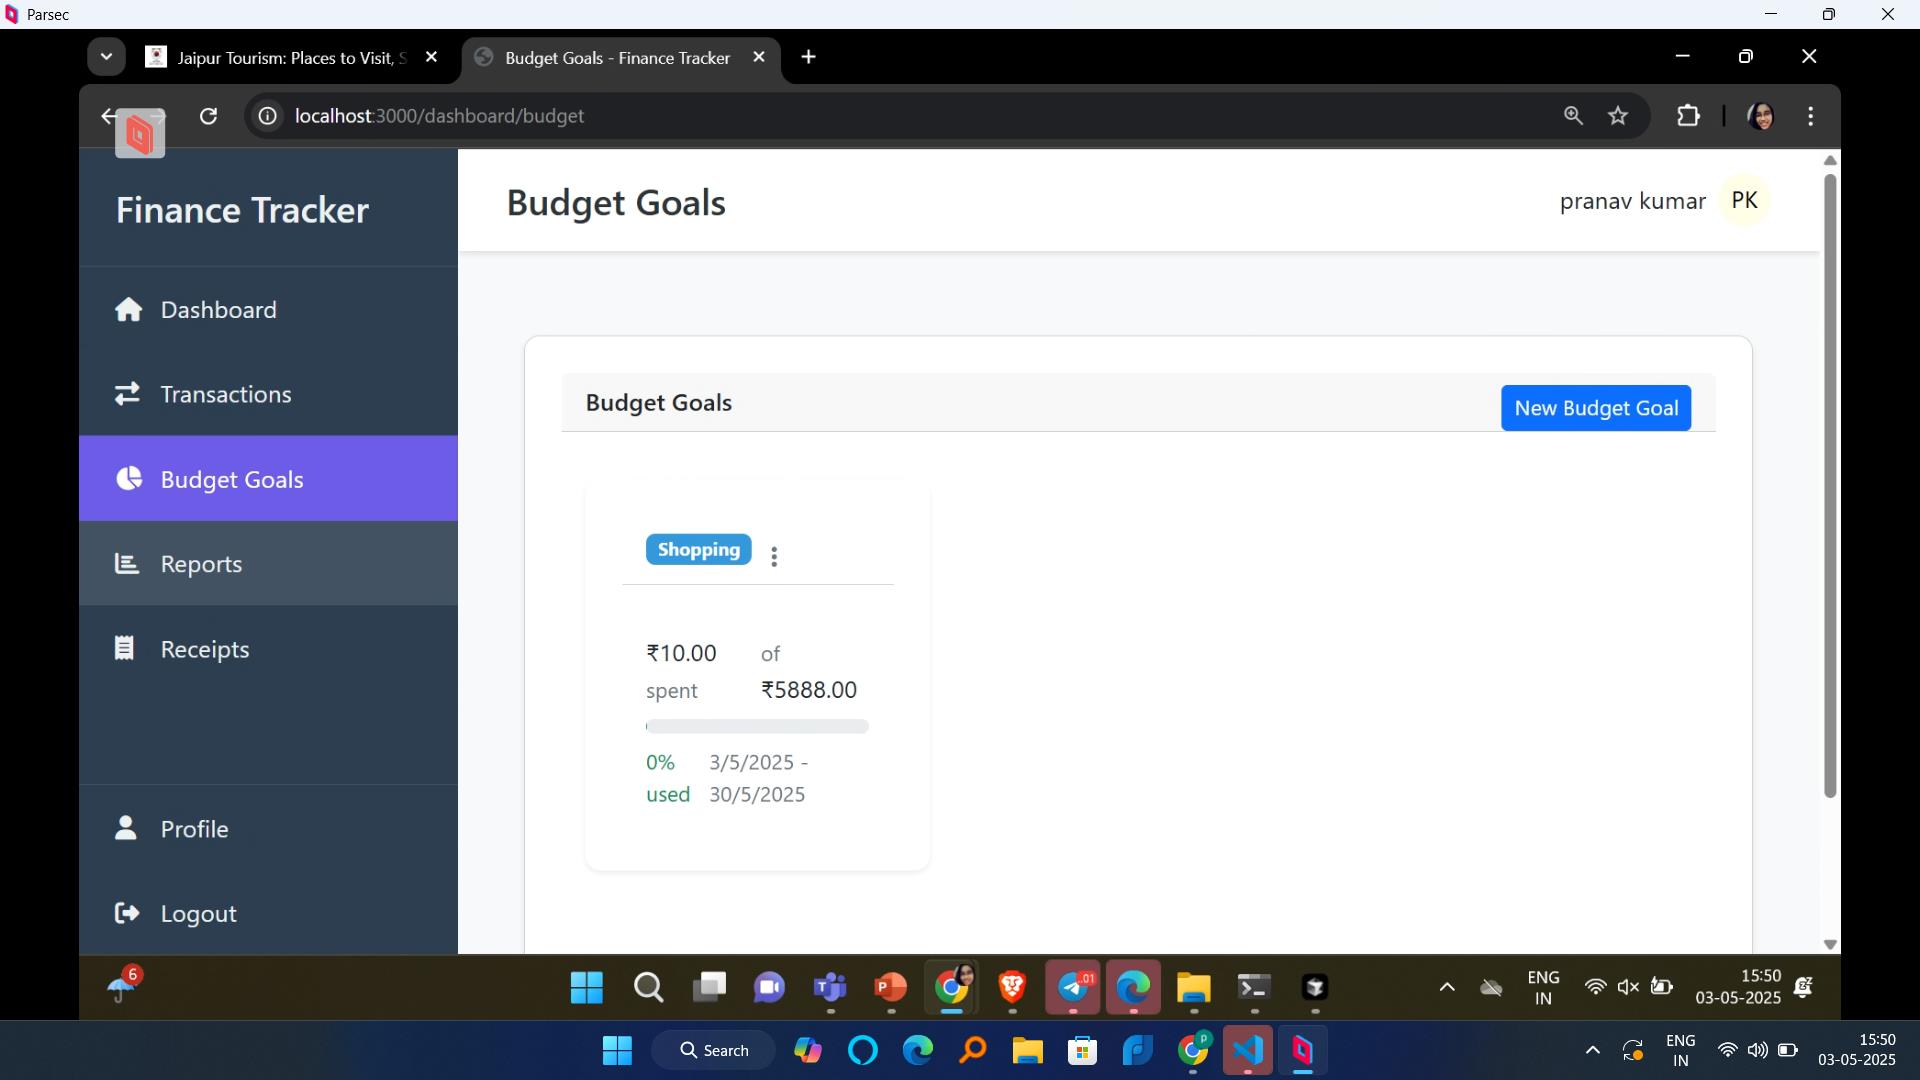 Parsec
Jaipur Tourism: Places to Visit, S
Budget Goals - Finance Tracker
localhost:3000/dashboard/budget
Finance Tracker
Dashboard
Transactions
Budget Goals
Reports
Receipts
Profile
Logout
Budget Goals
pranav kumar PK
Budget Goals
New Budget Goal
Shopping
₹10.00 of
spent ₹5888.00
0% 3/5/2025 -
used 30/5/2025
6
.01
ENG
IN
15:50
03-05-2025
Search
P
ENG
IN
15:50
03-05-2025